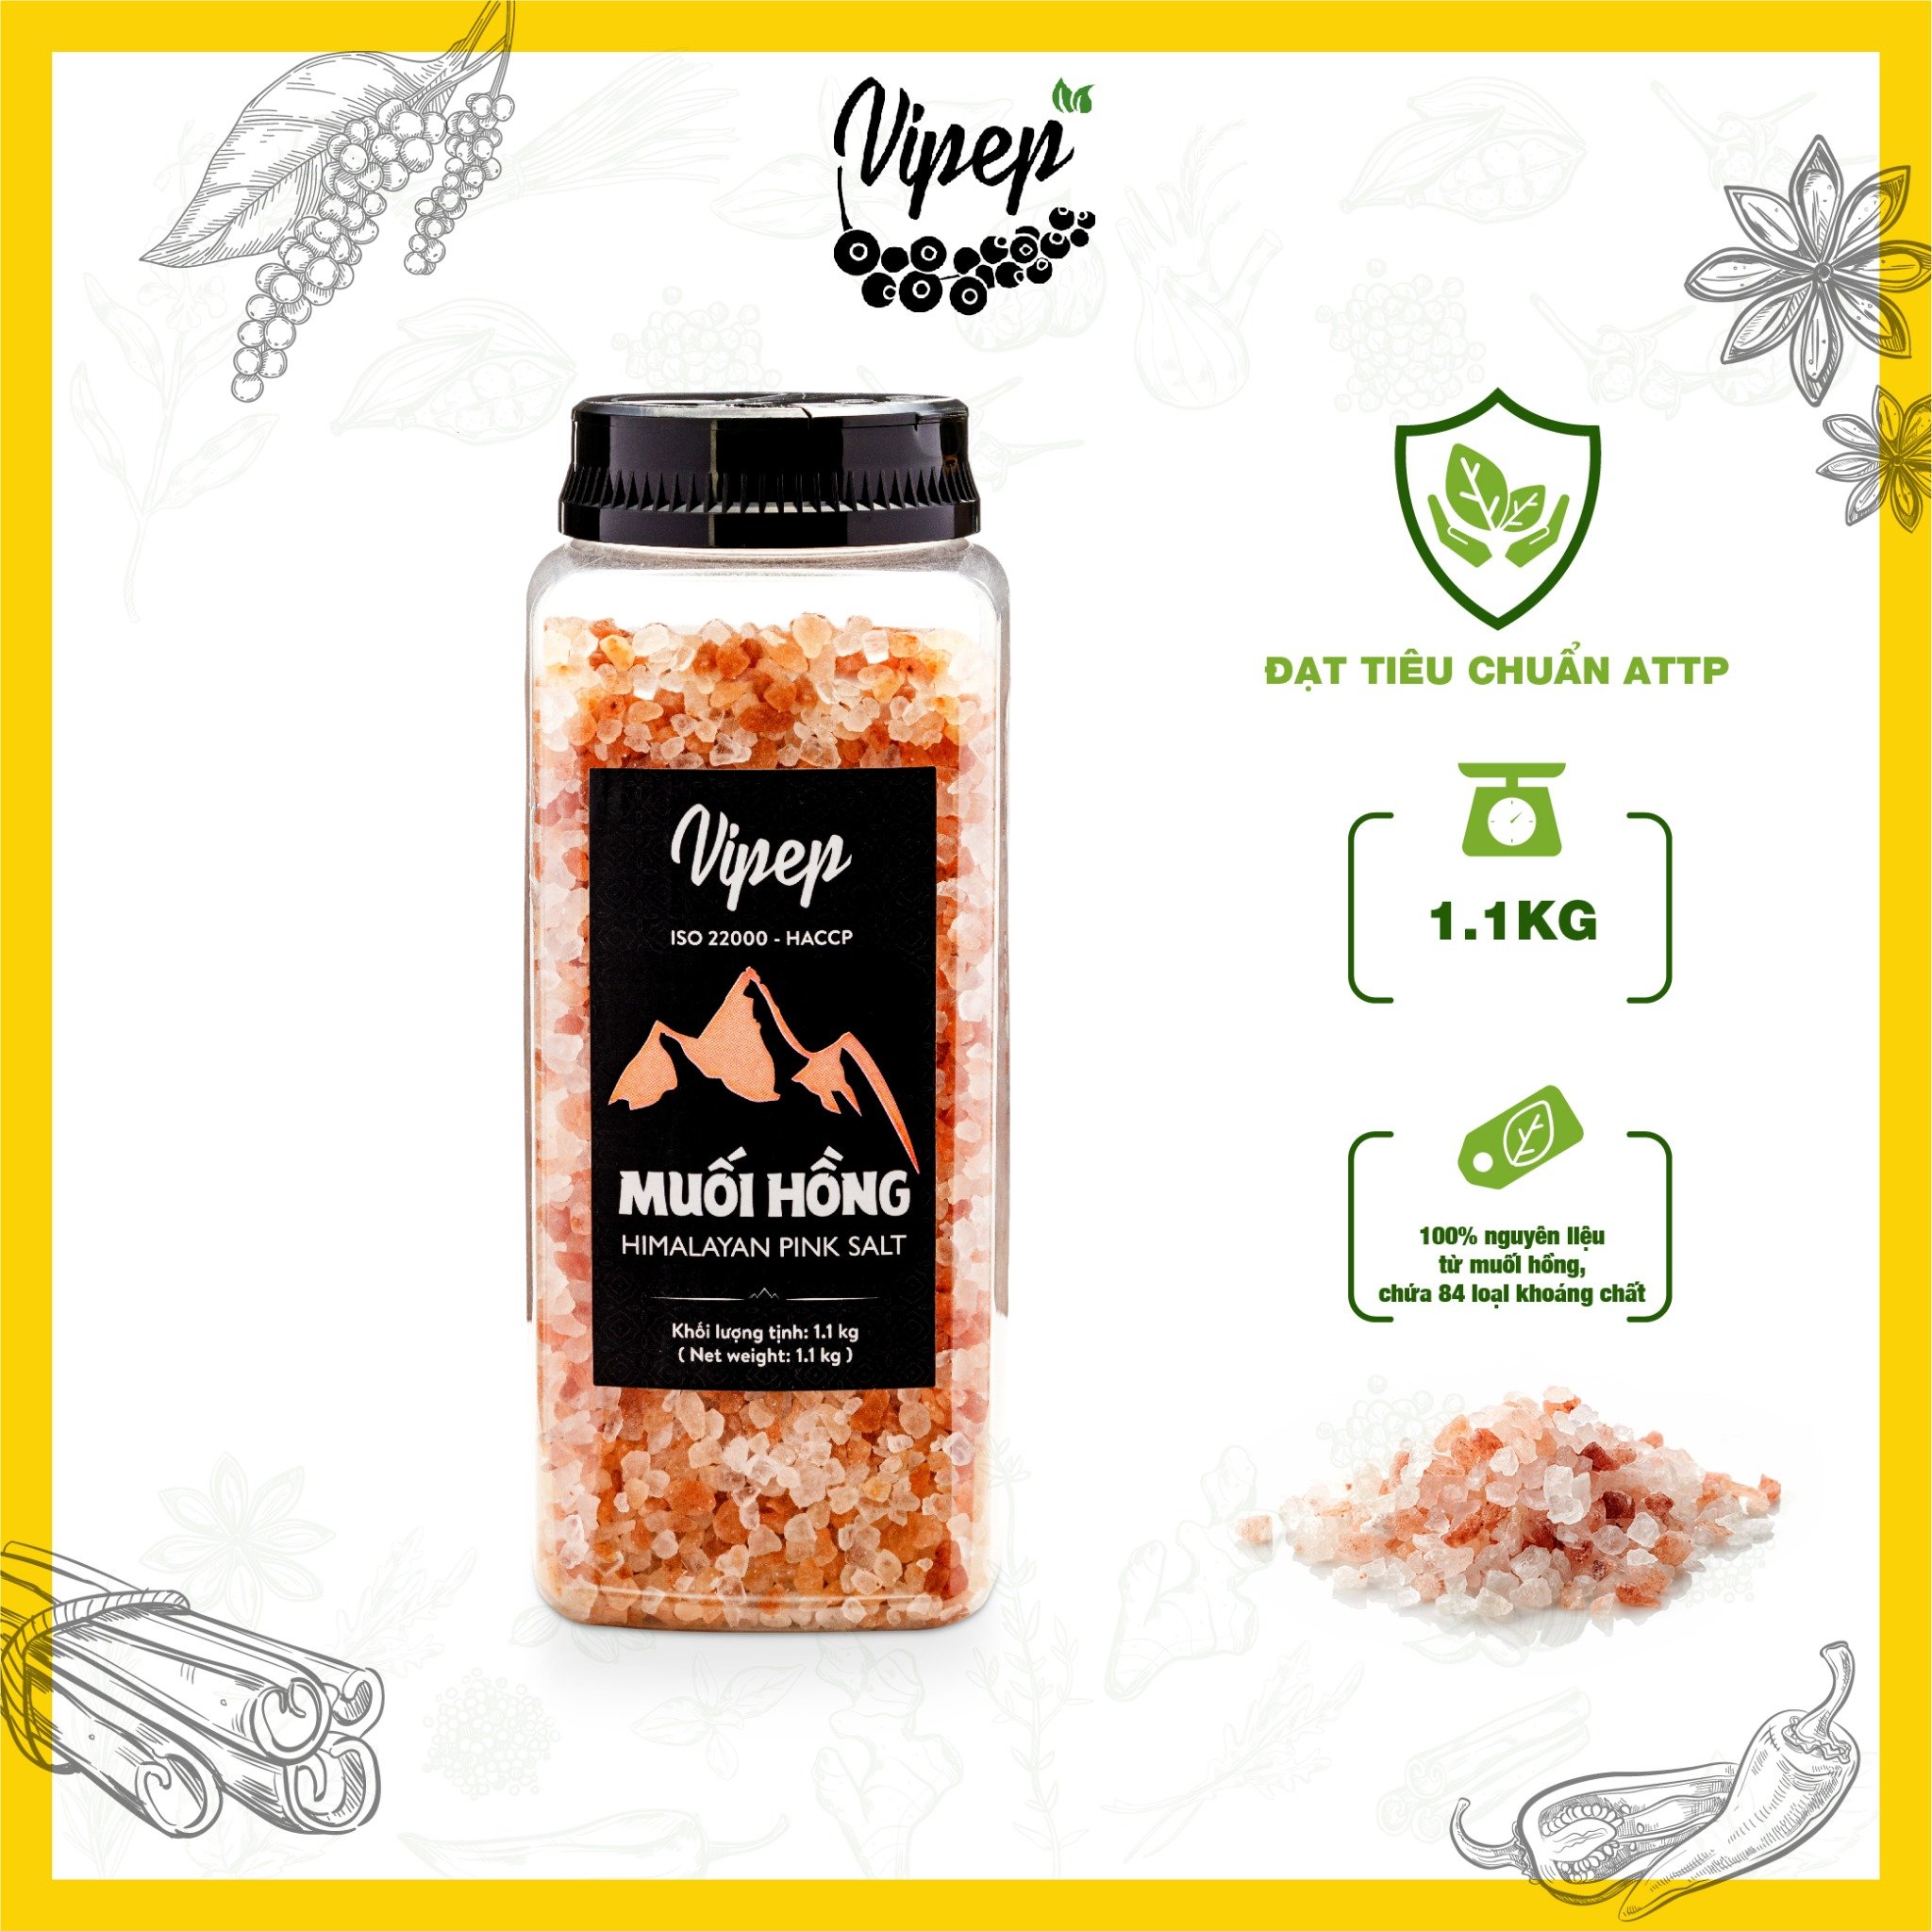 Vipep
ĐẠT TIÊU CHUẨN ATTP
1.1KG
100% nguyên liệu
từ muối hồng,
chứa 84 loại khoáng chất
Vipep
ISO 22000 - HACCP
MUỐI HỒNG
HIMALAYAN PINK SALT
Khối lượng tịnh: 1.1 kg
( Net weight: 1.1 kg )